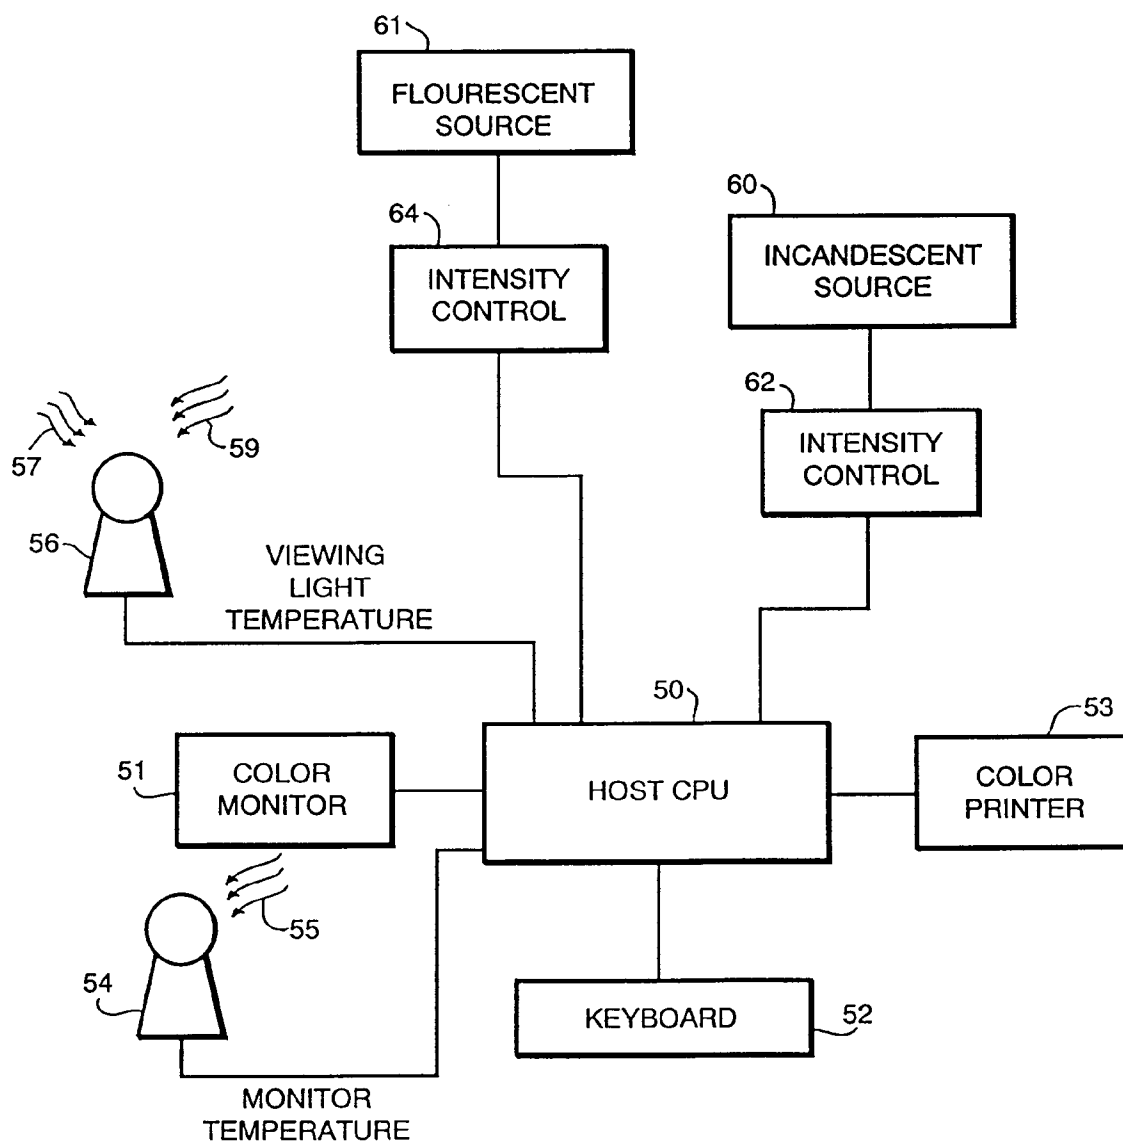 61
FLOURESCENT
SOURCE
64
INTENSITY
CONTROL
60
INCANDESCENT
SOURCE
62
INTENSITY
CONTROL
57
59
56
VIEWING
LIGHT
TEMPERATURE
50
HOST CPU
51
COLOR
MONITOR
53
COLOR
PRINTER
55
54
KEYBOARD
52
MONITOR
TEMPERATURE